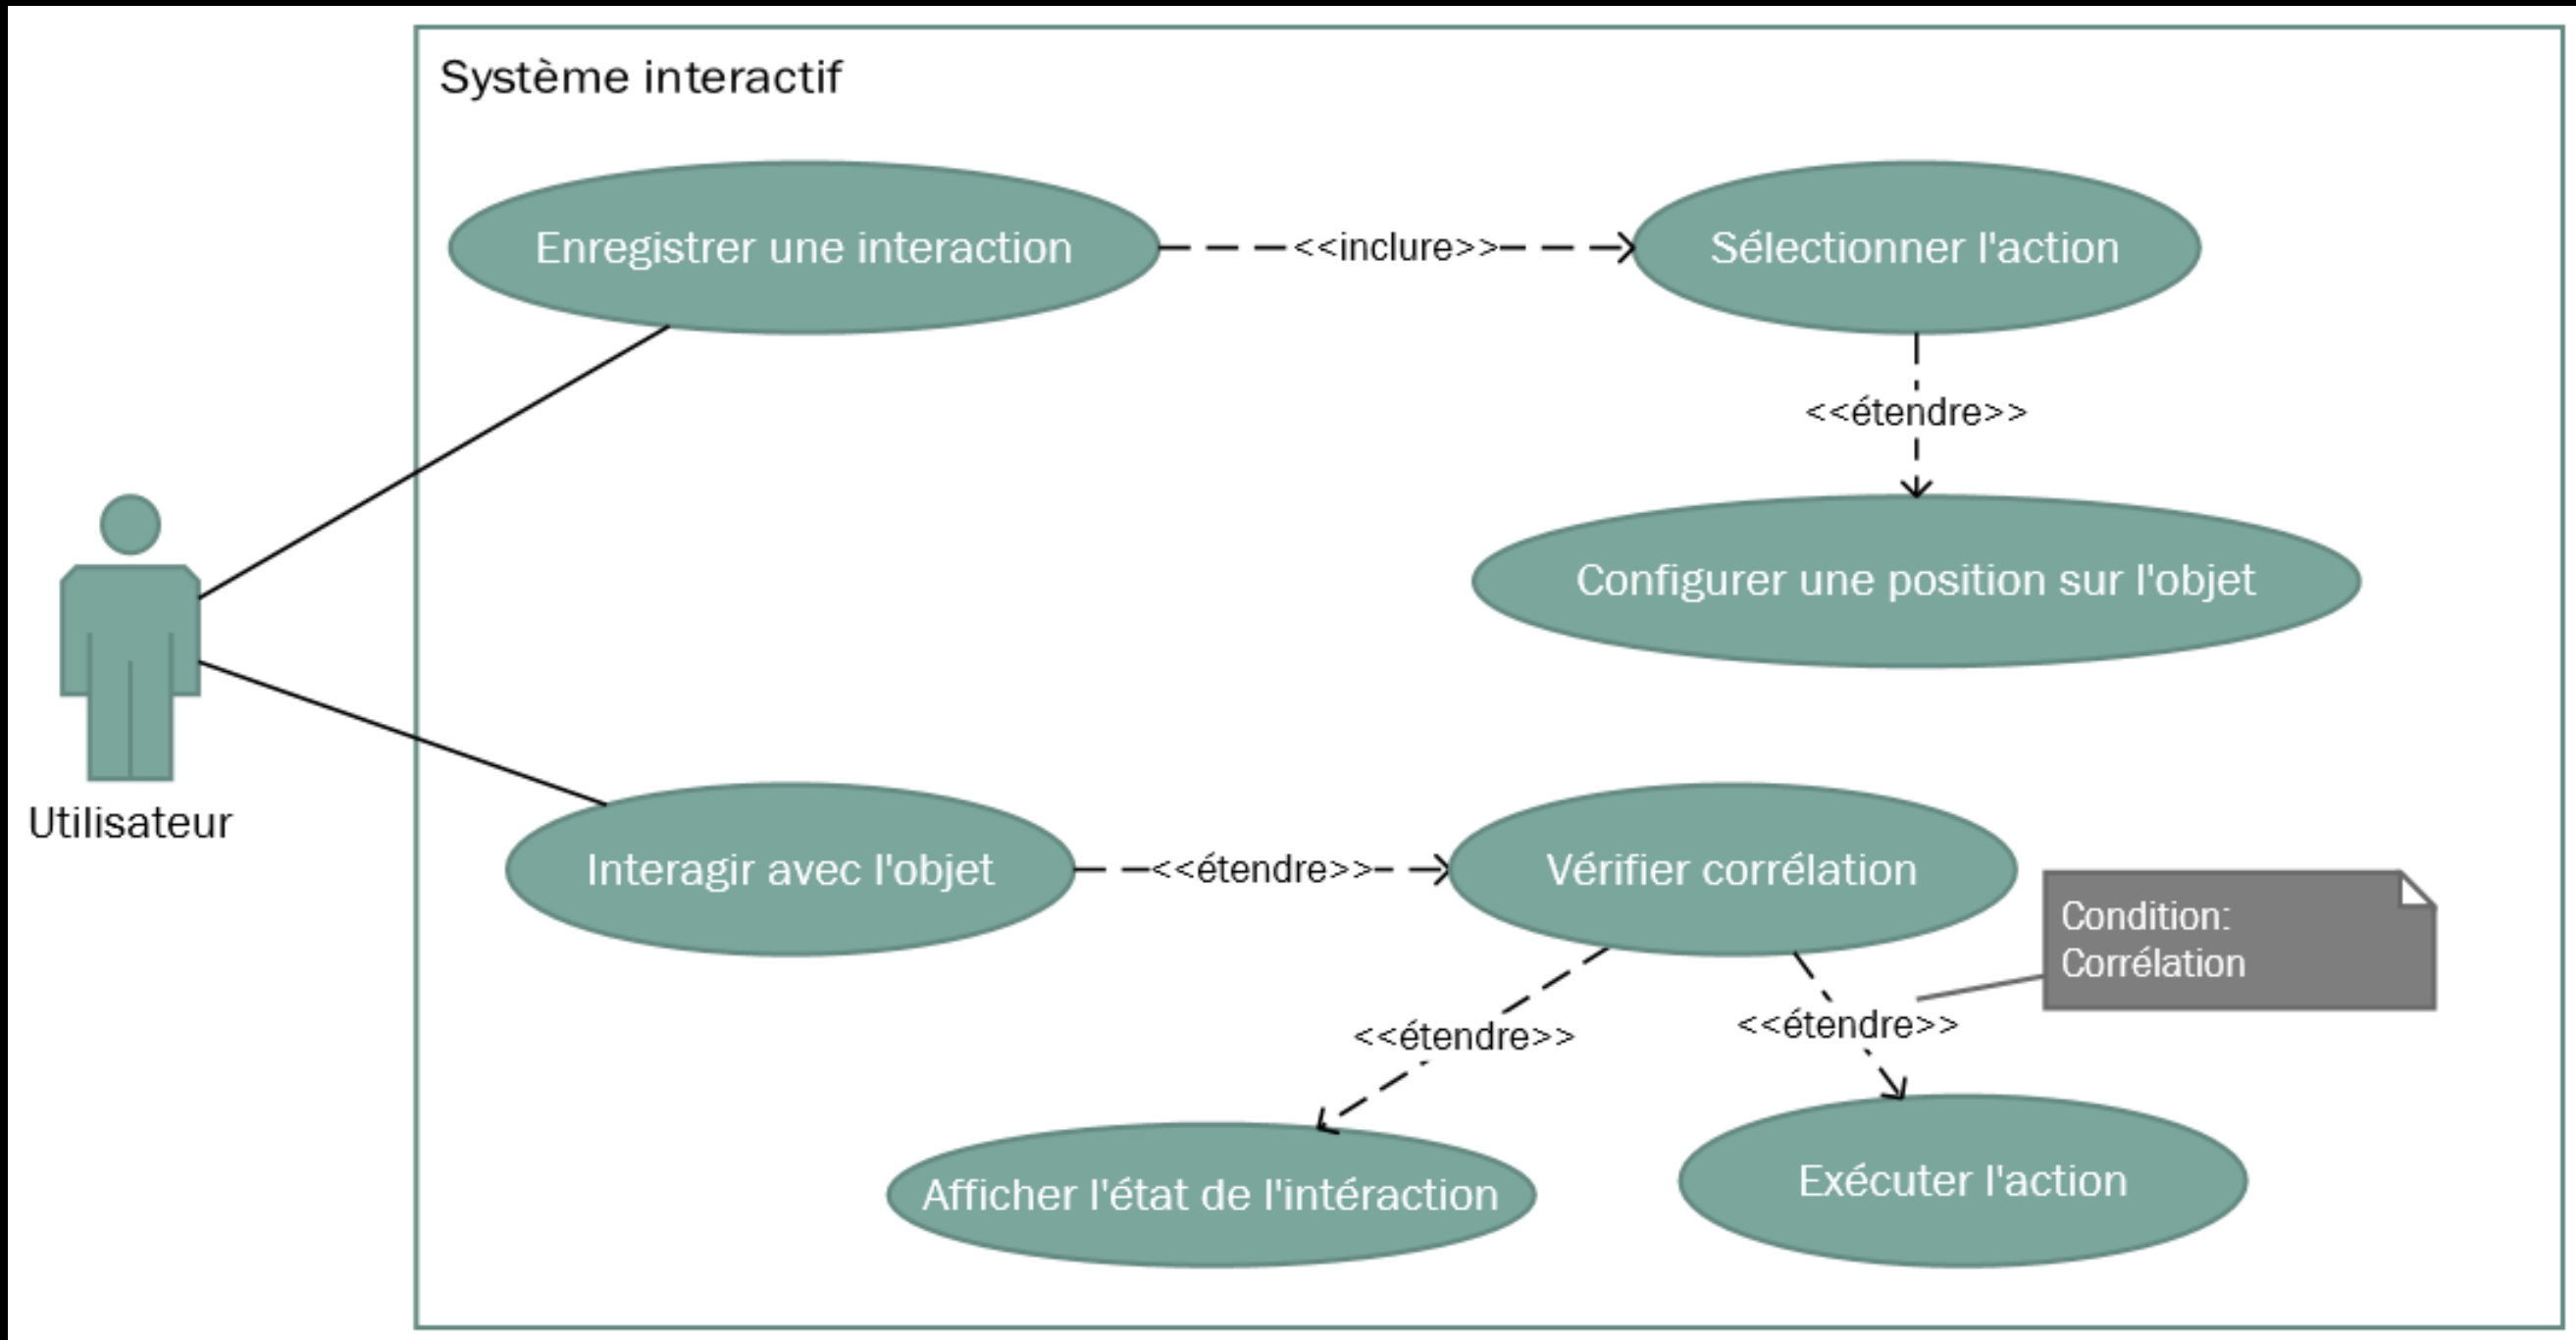 Système interactif
Enregistrer une interaction
<<inclure>>
Sélectionner l'action
<<étendre>>
Configurer une position sur l'objet
Utilisateur
Interagir avec l'objet
<<étendre>>
Vérifier corrélation
Condition:
Corrélation
<<étendre>>
<<étendre>>
Afficher l'état de l'intéraction
Exécuter l'action